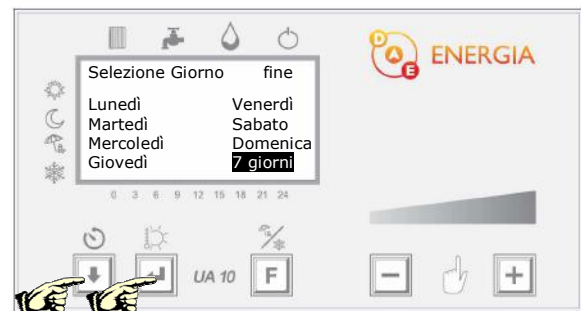 D
A
E
ENERGIA
Selezione Giorno fine
Lunedì Venerdì
Martedì Sabato
Mercoledì Domenica
Giovedì 7 giorni
0 3 6 9 12 15 18 21 24
UA 10
F